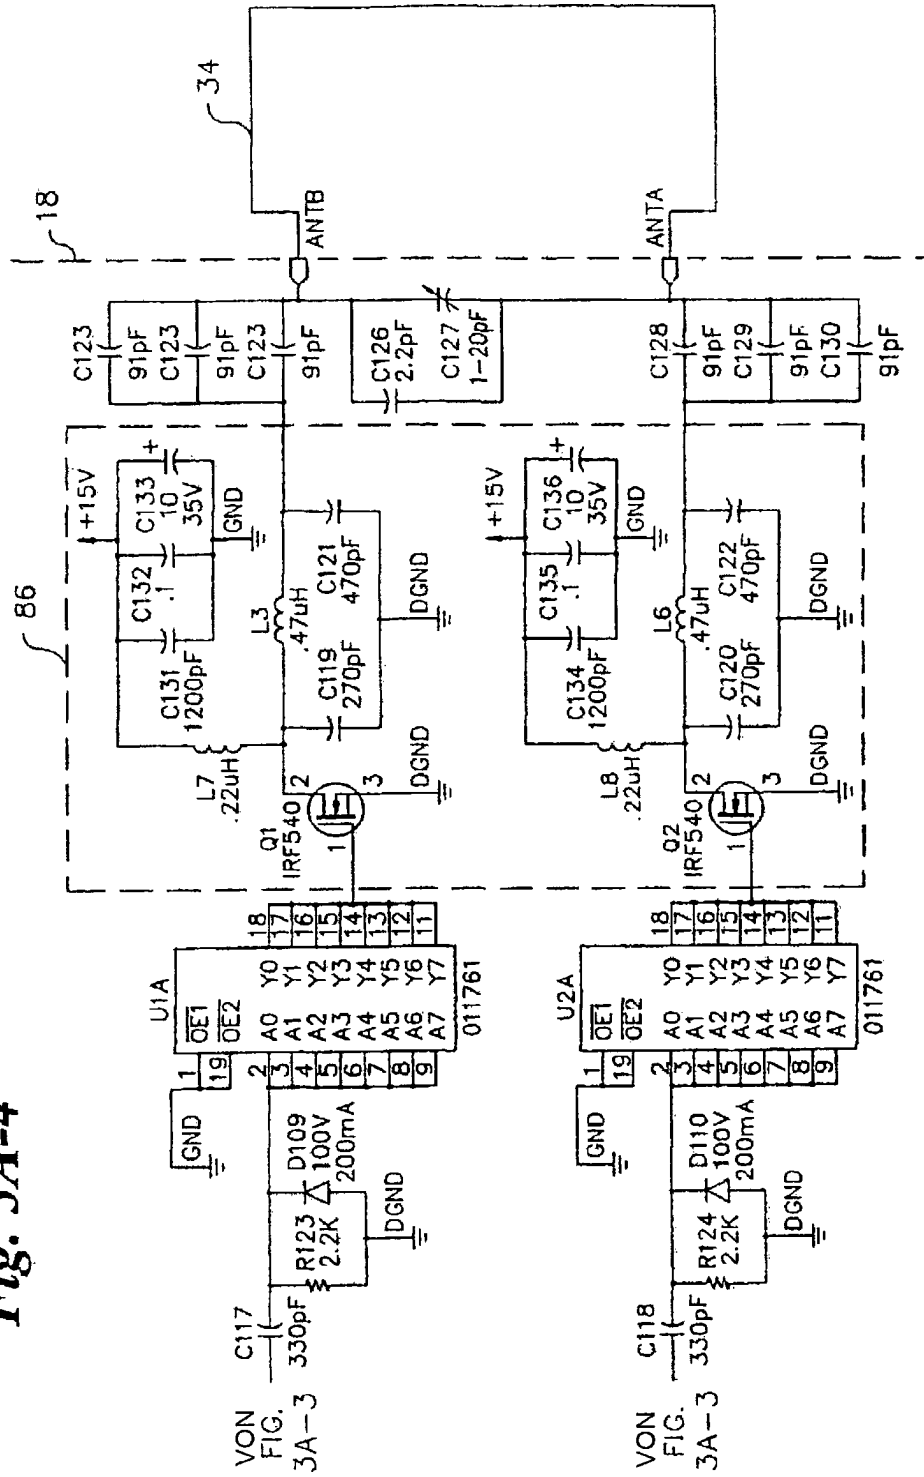 Fig. 3A-4
34
18
86
ANTB
ANTA
C123
91pF
C123
91pF
C123
91pF
C126
2.2pF
C127
1-20pF
C128
91pF
C129
91pF
C130
91pF
+15V
C133
10
35V
+
GND
C132
.1
C131
1200pF
L3
.47uH
C121
470pF
C119
270pF
DGND
L7
.22uH
Q1
IRF540
1
2
3
DGND
+15V
C136
10
35V
+
GND
C135
.1
C134
1200pF
L6
.47uH
C122
470pF
C120
270pF
DGND
L8
.22uH
Q2
IRF540
1
2
3
DGND
U1A
OE1
OE2
A0 Y0
A1 Y1
A2 Y2
A3 Y3
A4 Y4
A5 Y5
A6 Y6
A7 Y7
011761
1
19
2
3
4
5
6
7
8
9
18
17
16
15
14
13
12
11
GND
D109
100V
200mA
R123
2.2K
DGND
C117
330pF
VON
FIG.
3A-3
U2A
OE1
OE2
A0 Y0
A1 Y1
A2 Y2
A3 Y3
A4 Y4
A5 Y5
A6 Y6
A7 Y7
011761
1
19
2
3
4
5
6
7
8
9
18
17
16
15
14
13
12
11
GND
D110
100V
200mA
R124
2.2K
DGND
C118
330pF
VON
FIG.
3A-3